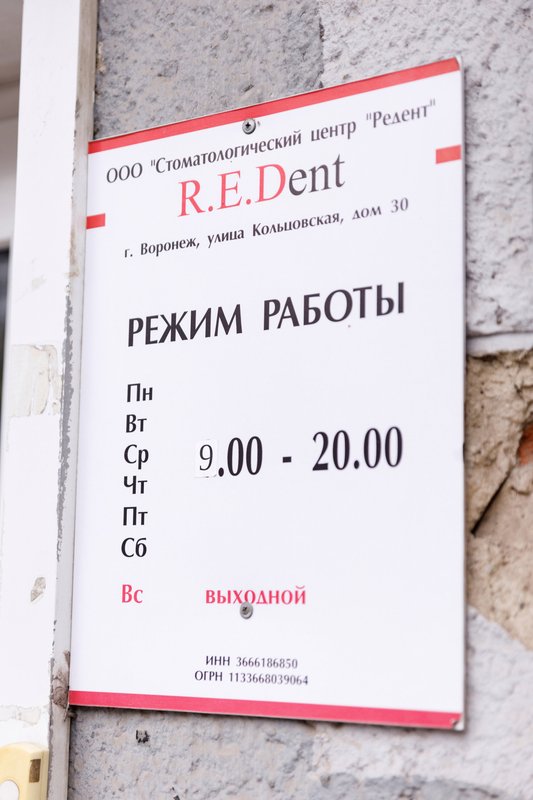 ООО "Стоматологический центр "Редент"
R.E.Dent
г. Воронеж, улица Кольцовская, дом 30
РЕЖИМ РАБОТЫ
Пн
Вт
Ср 9.00 - 20.00
Чт
Пт
Сб
Вс выходной
ИНН 3666186850
ОГРН 1133668039064